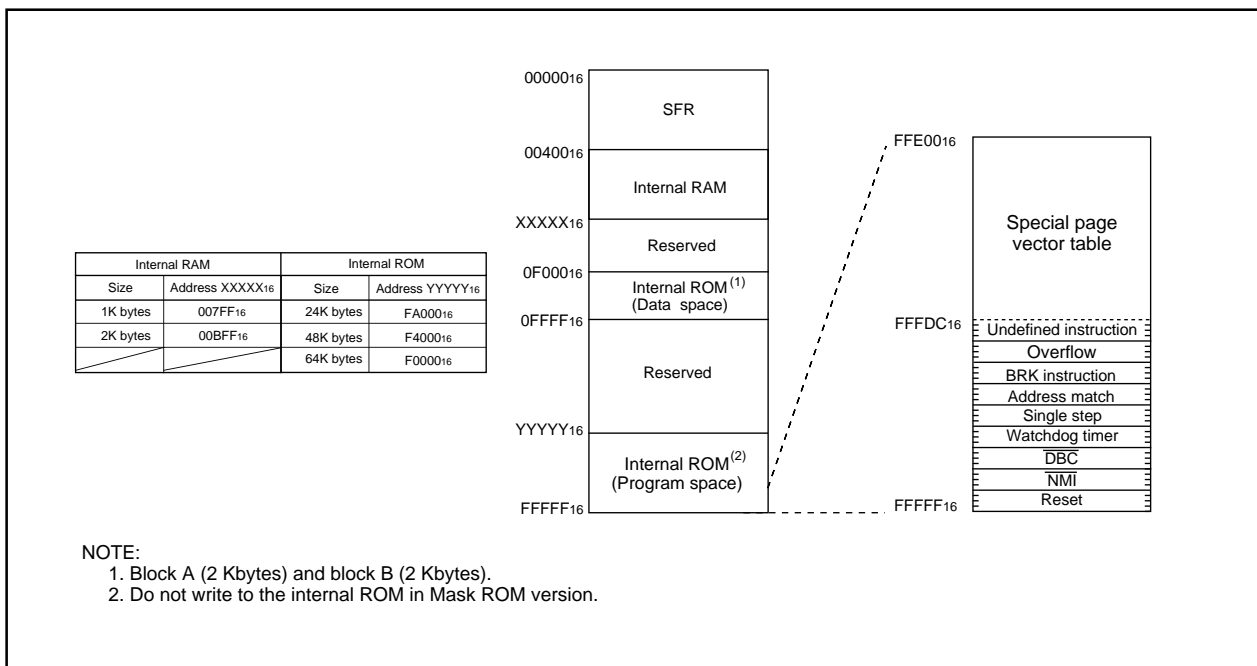 Internal RAM Internal ROM
Size Address XXXXX16 Size Address YYYYY16
1K bytes 007FF16 24K bytes FA00016
2K bytes 00BFF16 48K bytes F400016
64K bytes F000016
0000016
SFR
0040016
Internal RAM
XXXXX16
Reserved
0F00016
Internal ROM(1)
(Data space)
0FFFF16
Reserved
YYYYY16
Internal ROM(2)
(Program space)
FFFFF16
FFE0016
Special page
vector table
FFFDC16
Undefined instruction
Overflow
BRK instruction
Address match
Single step
Watchdog timer
DBC
NMI
Reset
FFFFF16
NOTE:
1. Block A (2 Kbytes) and block B (2 Kbytes).
2. Do not write to the internal ROM in Mask ROM version.